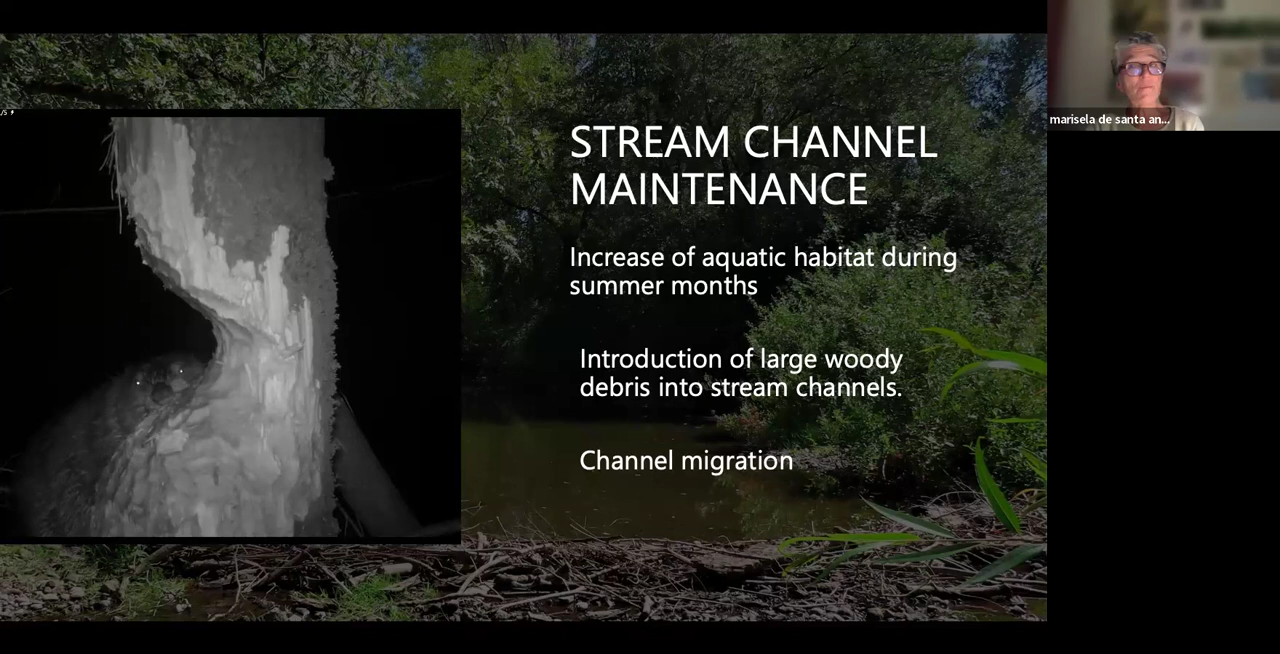 /5
marisela de santa an...
STREAM CHANNEL
MAINTENANCE
Increase of aquatic habitat during
summer months
Introduction of large woody
debris into stream channels.
Channel migration